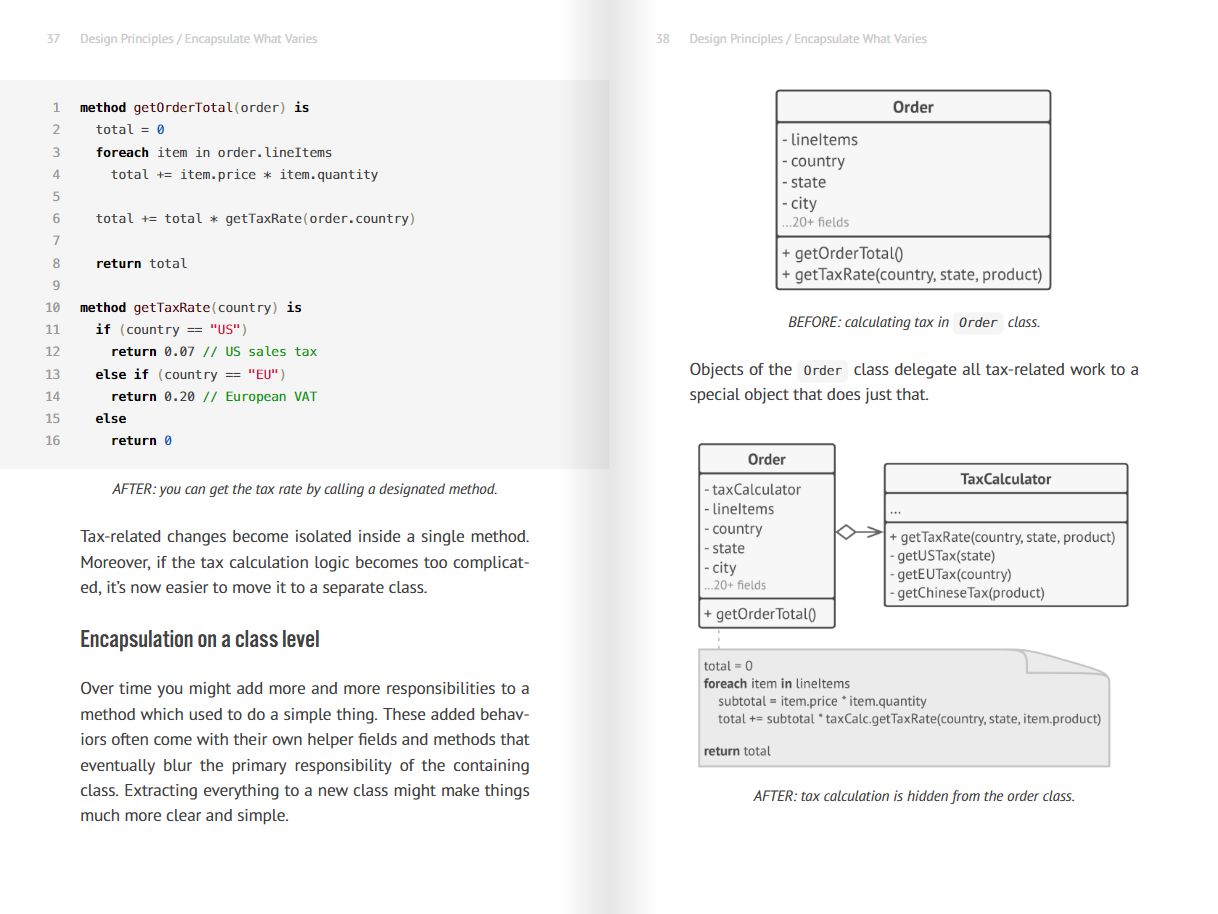 37 Design Principles / Encapsulate What Varies
1 method getOrderTotal(order) is
2 total = 0
3 foreach item in order.lineItems
4 total += item.price * item.quantity
5
6 total += total * getTaxRate(order.country)
7
8 return total
9
10 method getTaxRate(country) is
11 if (country == "US")
12 return 0.07 // US sales tax
13 else if (country == "EU")
14 return 0.20 // European VAT
15 else
16 return 0
AFTER: you can get the tax rate by calling a designated method.
Tax-related changes become isolated inside a single method.
Moreover, if the tax calculation logic becomes too complicat-
ed, it’s now easier to move it to a separate class.
Encapsulation on a class level
Over time you might add more and more responsibilities to a
method which used to do a simple thing. These added behav-
iors often come with their own helper fields and methods that
eventually blur the primary responsibility of the containing
class. Extracting everything to a new class might make things
much more clear and simple.
38 Design Principles / Encapsulate What Varies
Order
- lineItems
- country
- state
- city
...20+ fields
+ getOrderTotal()
+ getTaxRate(country, state, product)
BEFORE: calculating tax in Order class.
Objects of the Order class delegate all tax-related work to a
special object that does just that.
Order
- taxCalculator
- lineItems
- country
- state
- city
...20+ fields
+ getOrderTotal()
TaxCalculator
...
+ getTaxRate(country, state, product)
- getUSTax(state)
- getEUTax(country)
- getChineseTax(product)
total = 0
foreach item in lineItems
subtotal = item.price * item.quantity
total += subtotal * taxCalc.getTaxRate(country, state, item.product)
return total
AFTER: tax calculation is hidden from the order class.